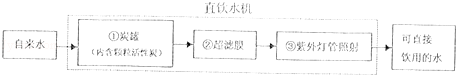 直饮水机
自来水
①炭罐
(内含颗粒活性炭)
②超滤膜
③紫外灯管照射
可直接
饮用的水